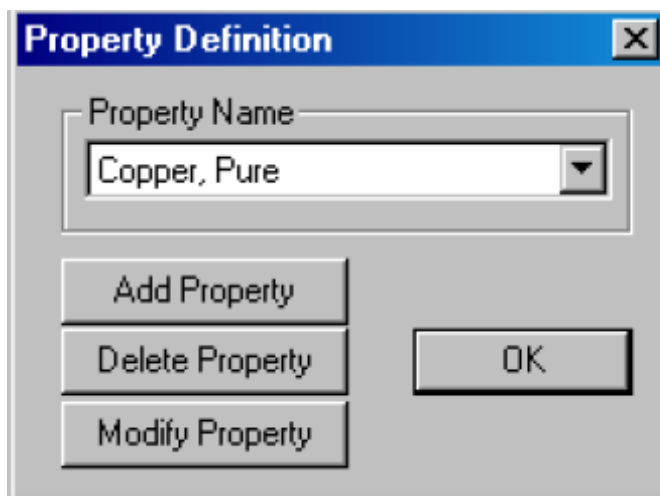 Property Definition
Property Name
Copper, Pure
Add Property
Delete Property
OK
Modify Property